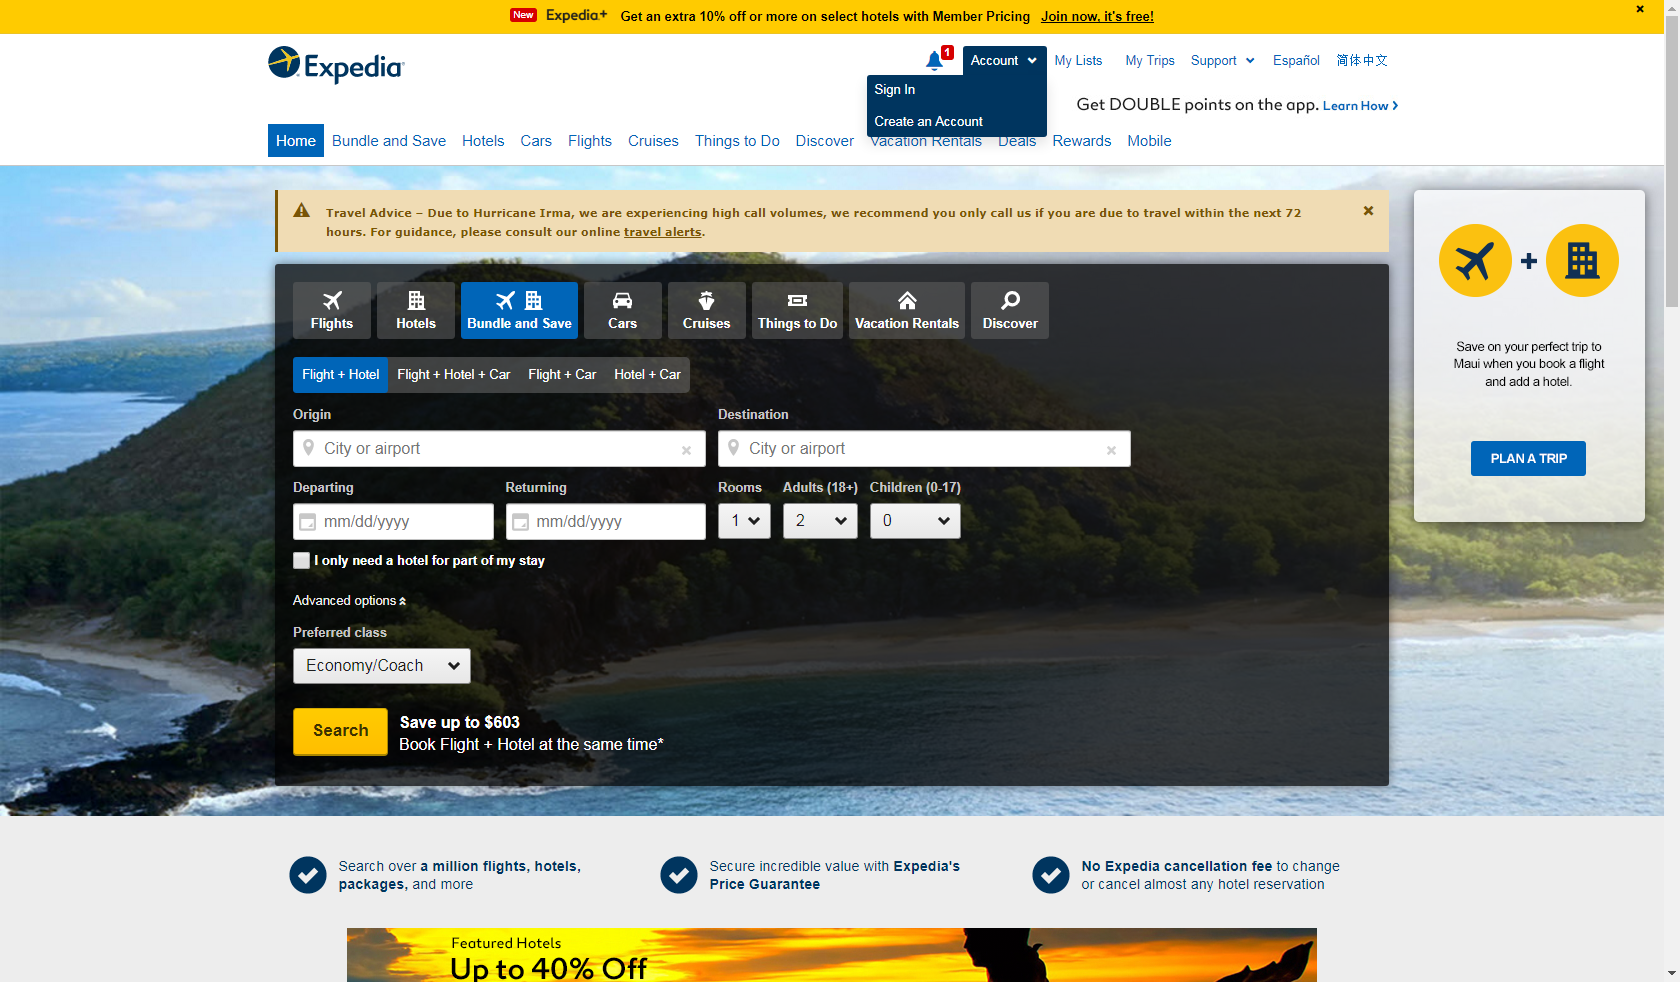 New Expedia+ Get an extra 10% off or more on select hotels with Member Pricing Join now, it's free!
Expedia
1
Account
My Lists
My Trips
Support
Español
简体中文
Sign In
Create an Account
Get DOUBLE points on the app. Learn How
Home
Bundle and Save
Hotels
Cars
Flights
Cruises
Things to Do
Discover
Vacation Rentals
Deals
Rewards
Mobile
Travel Advice – Due to Hurricane Irma, we are experiencing high call volumes, we recommend you only call us if you are due to travel within the next 72
hours. For guidance, please consult our online travel alerts.
Flights
Hotels
Bundle and Save
Cars
Cruises
Things to Do
Vacation Rentals
Discover
Flight + Hotel
Flight + Hotel + Car
Flight + Car
Hotel + Car
Origin
Destination
City or airport
City or airport
Departing
Returning
Rooms
Adults (18+)
Children (0-17)
mm/dd/yyyy
mm/dd/yyyy
1
2
0
I only need a hotel for part of my stay
Advanced options
Preferred class
Economy/Coach
Search
Save up to $603
Book Flight + Hotel at the same time*
+
Save on your perfect trip to
Maui when you book a flight
and add a hotel.
PLAN A TRIP
Search over a million flights, hotels,
packages, and more
Secure incredible value with Expedia's
Price Guarantee
No Expedia cancellation fee to change
or cancel almost any hotel reservation
Featured Hotels
Up to 40% Off